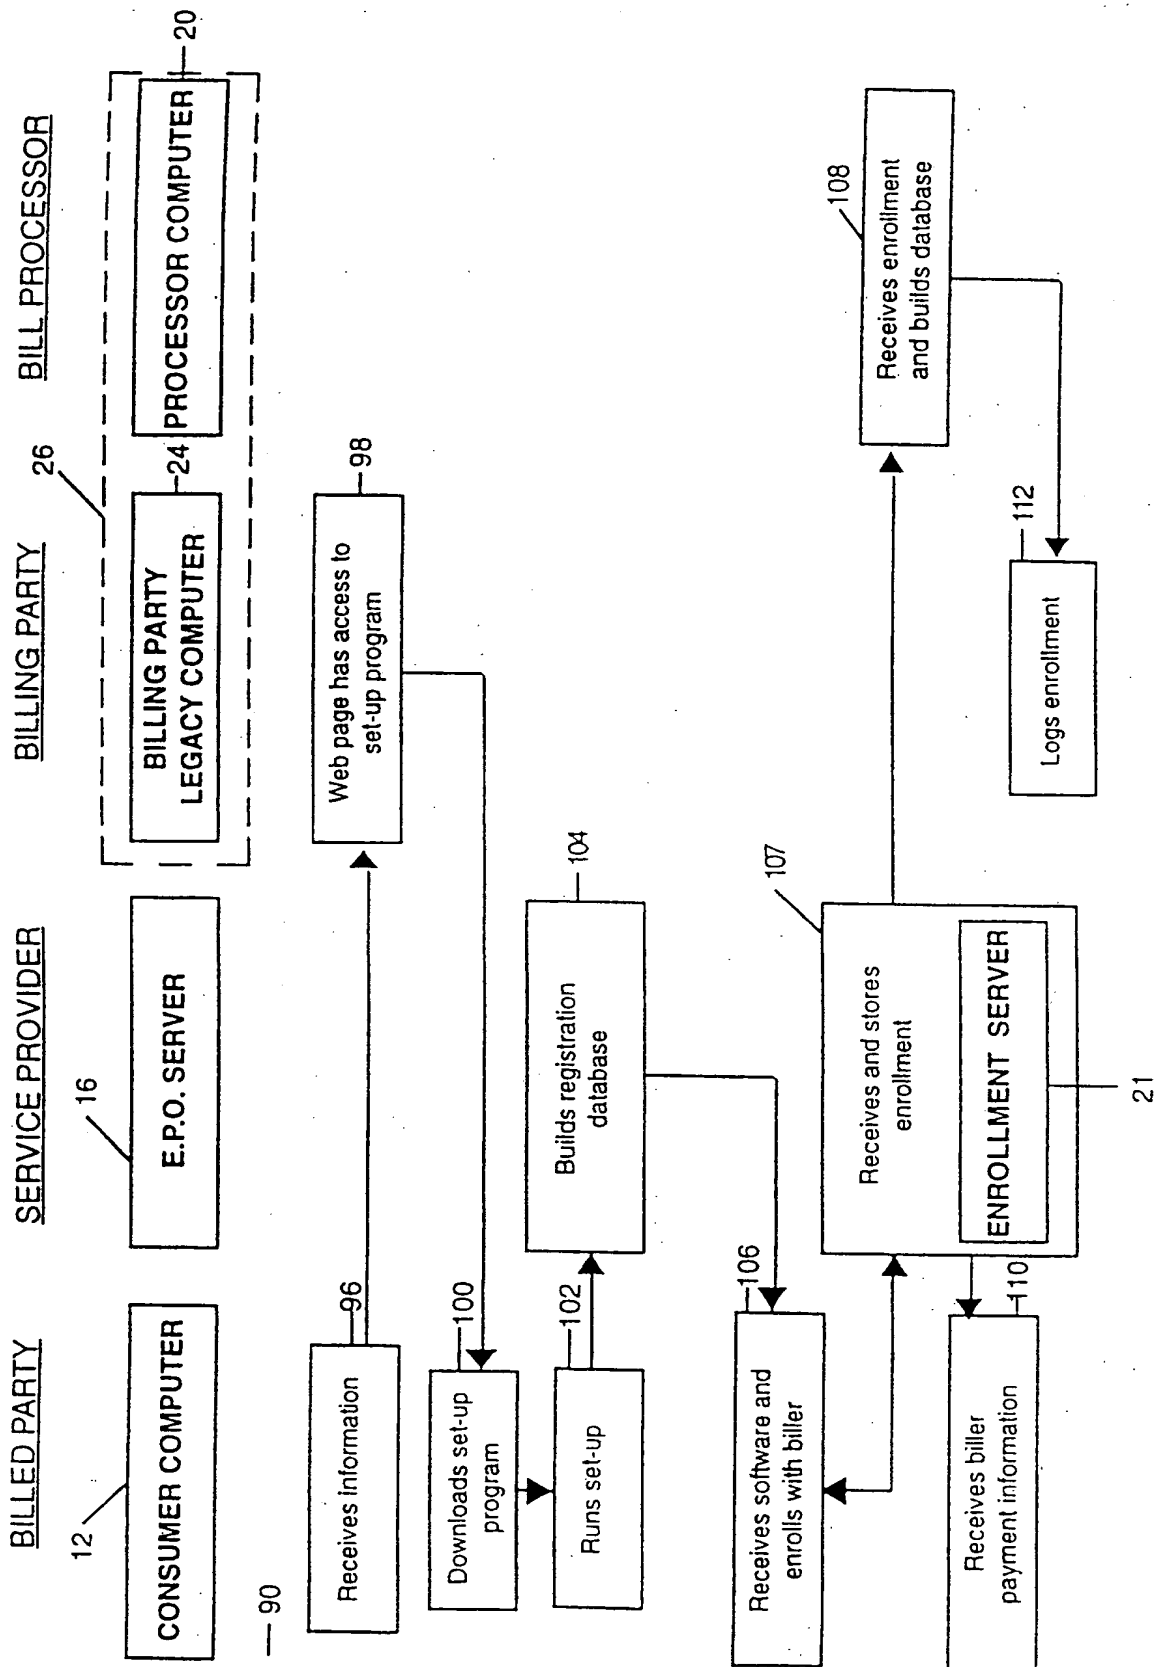 BILLED PARTY
SERVICE PROVIDER
BILLING PARTY
BILL PROCESSOR
12
16
26
CONSUMER COMPUTER
E.P.O. SERVER
BILLING PARTY
LEGACY COMPUTER
24
PROCESSOR COMPUTER
20
90
Receives information
96
Web page has access to
set-up program
98
Downloads set-up
program
100
Runs set-up
102
Builds registration
database
104
Receives software and
enrolls with biller
106
Receives and stores
enrollment
107
ENROLLMENT SERVER
21
Receives enrollment
and builds database
108
Receives biller
payment information
110
Logs enrollment
112